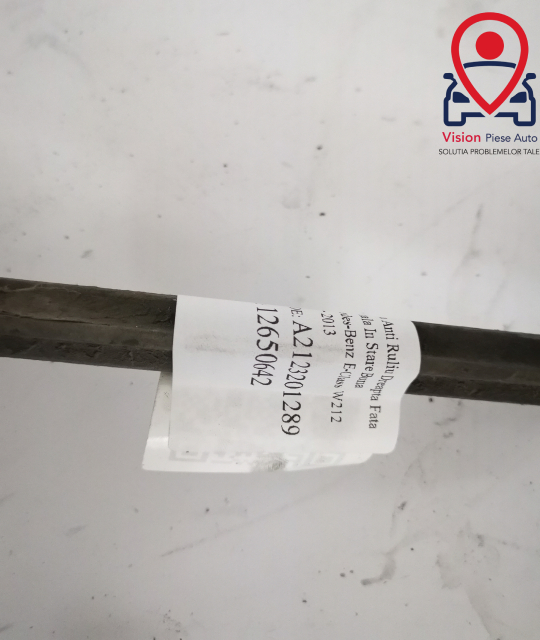 Vision Piese Auto
SOLUTIA PROBLEMELOR TALE
Anti Ruliu Dreapta Fata
In Stare Buna
-Benz E-Class W212
-2013
A2123201289
12650642